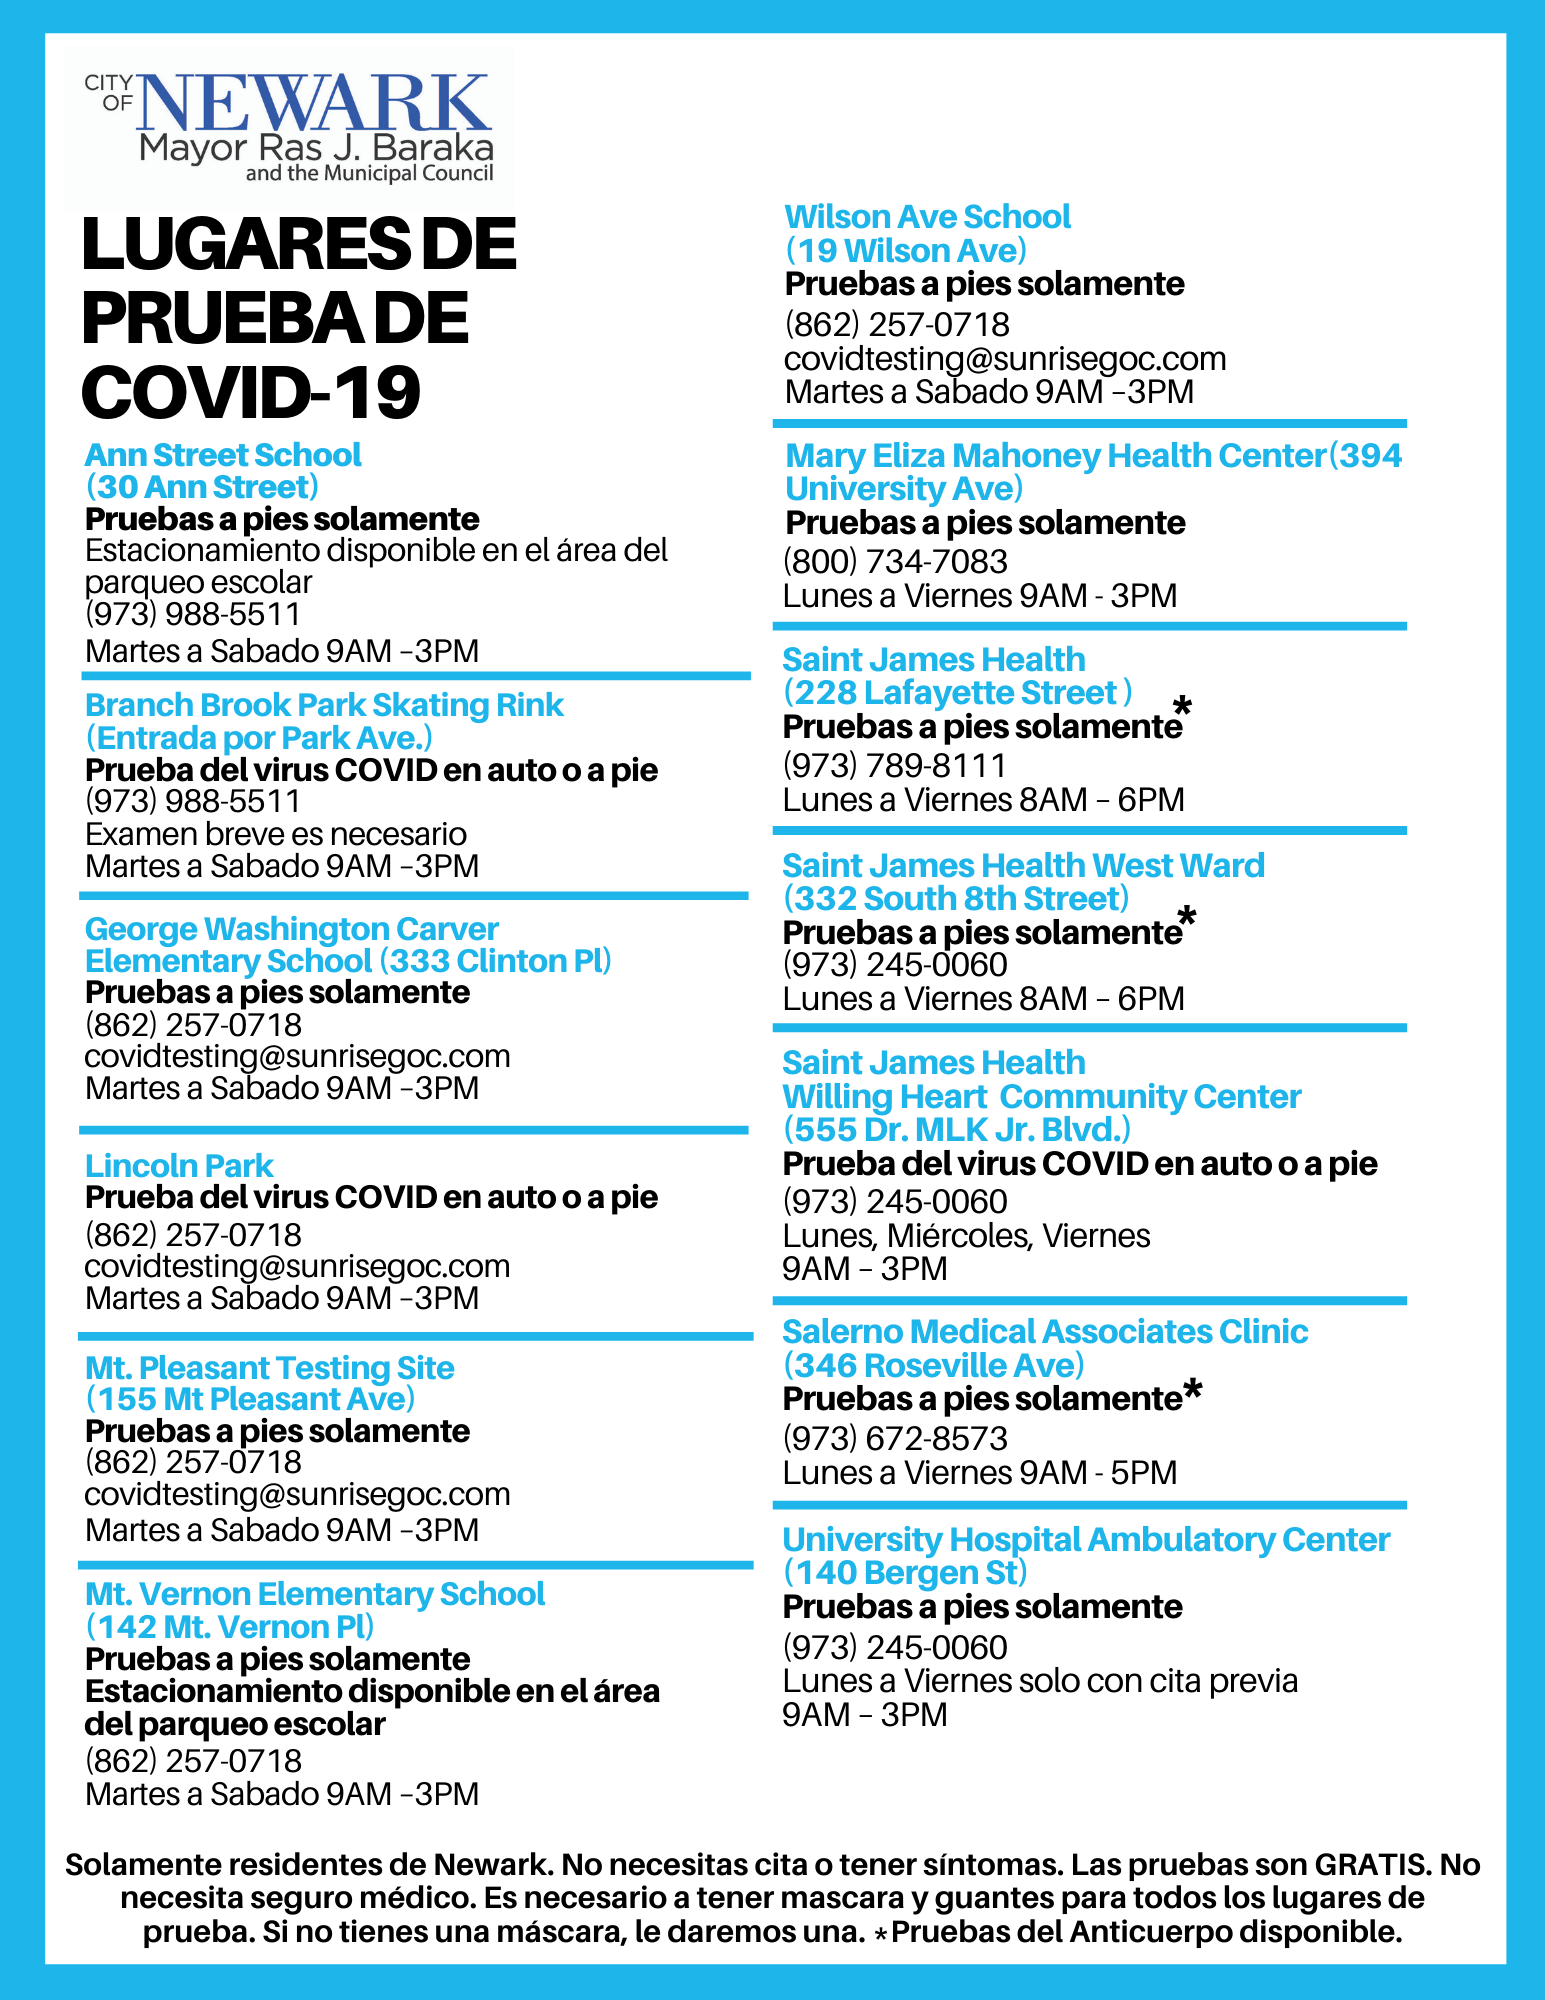 CITY
OF
NEWARK
Mayor Ras J. Baraka
and the Municipal Council
LUGARES DE
PRUEBA DE
COVID-19
Ann Street School
(30 Ann Street)
Pruebas a pies solamente
Estacionamiento disponible en el área del
parqueo escolar
(973) 988-5511
Martes a Sabado 9AM –3PM
Branch Brook Park Skating Rink
(Entrada por Park Ave.)
Prueba del virus COVID en auto o a pie
(973) 988-5511
Examen breve es necesario
Martes a Sabado 9AM –3PM
George Washington Carver
Elementary School (333 Clinton Pl)
Pruebas a pies solamente
(862) 257-0718
covidtesting@sunrisegoc.com
Martes a Sabado 9AM –3PM
Lincoln Park
Prueba del virus COVID en auto o a pie
(862) 257-0718
covidtesting@sunrisegoc.com
Martes a Sabado 9AM –3PM
Mt. Pleasant Testing Site
(155 Mt Pleasant Ave)
Pruebas a pies solamente
(862) 257-0718
covidtesting@sunrisegoc.com
Martes a Sabado 9AM –3PM
Mt. Vernon Elementary School
(142 Mt. Vernon Pl)
Pruebas a pies solamente
Estacionamiento disponible en el área
del parqueo escolar
(862) 257-0718
Martes a Sabado 9AM –3PM
Wilson Ave School
(19 Wilson Ave)
Pruebas a pies solamente
(862) 257-0718
covidtesting@sunrisegoc.com
Martes a Sabado 9AM –3PM
Mary Eliza Mahoney Health Center(394
University Ave)
Pruebas a pies solamente
(800) 734-7083
Lunes a Viernes 9AM - 3PM
Saint James Health
(228 Lafayette Street )
Pruebas a pies solamente*
(973) 789-8111
Lunes a Viernes 8AM – 6PM
Saint James Health West Ward
(332 South 8th Street)
Pruebas a pies solamente*
(973) 245-0060
Lunes a Viernes 8AM – 6PM
Saint James Health
Willing Heart Community Center
(555 Dr. MLK Jr. Blvd.)
Prueba del virus COVID en auto o a pie
(973) 245-0060
Lunes, Miércoles, Viernes
9AM – 3PM
Salerno Medical Associates Clinic
(346 Roseville Ave)
Pruebas a pies solamente*
(973) 672-8573
Lunes a Viernes 9AM - 5PM
University Hospital Ambulatory Center
(140 Bergen St)
Pruebas a pies solamente
(973) 245-0060
Lunes a Viernes solo con cita previa
9AM – 3PM
Solamente residentes de Newark. No necesitas cita o tener síntomas. Las pruebas son GRATIS. No
necesita seguro médico. Es necesario a tener mascara y guantes para todos los lugares de
prueba. Si no tienes una máscara, le daremos una. *Pruebas del Anticuerpo disponible.